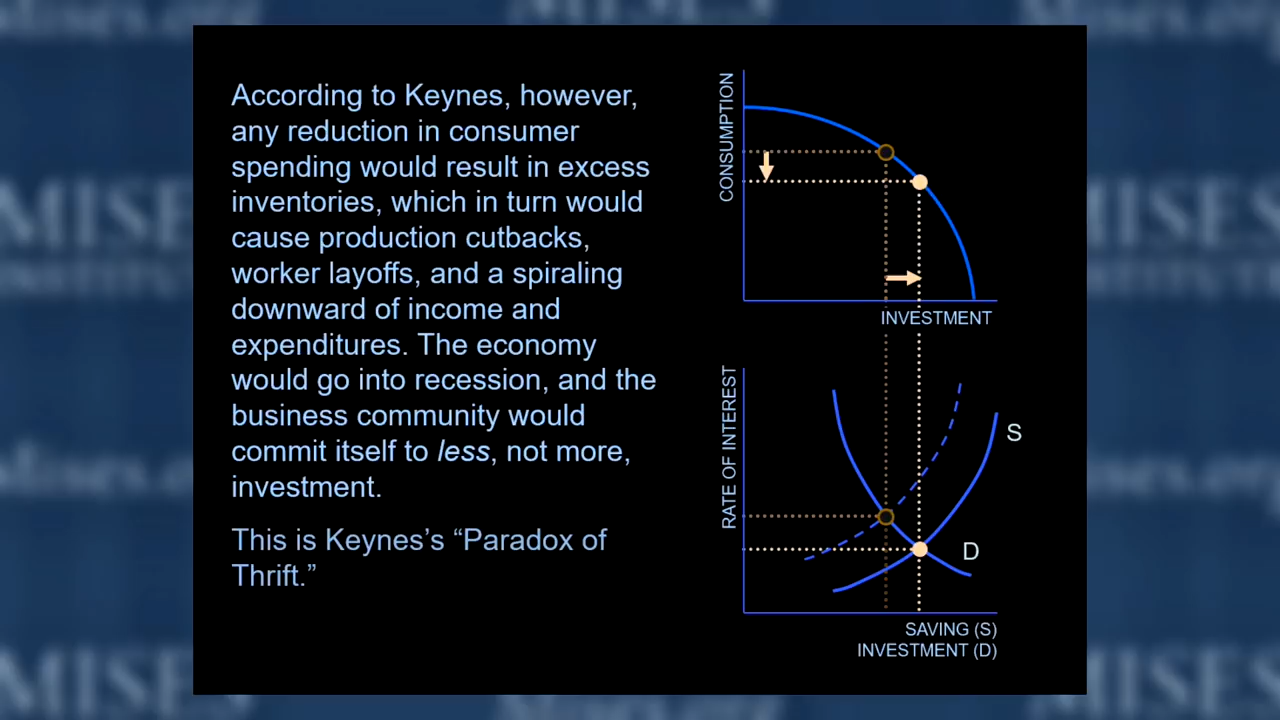 According to Keynes, however,
any reduction in consumer
spending would result in excess
inventories, which in turn would
cause production cutbacks,
worker layoffs, and a spiraling
downward of income and
expenditures. The economy
would go into recession, and the
business community would
commit itself to less, not more,
investment.
This is Keynes's “Paradox of
Thrift.”
CONSUMPTION
INVESTMENT
RATE OF INTEREST
S
D
SAVING (S)
INVESTMENT (D)